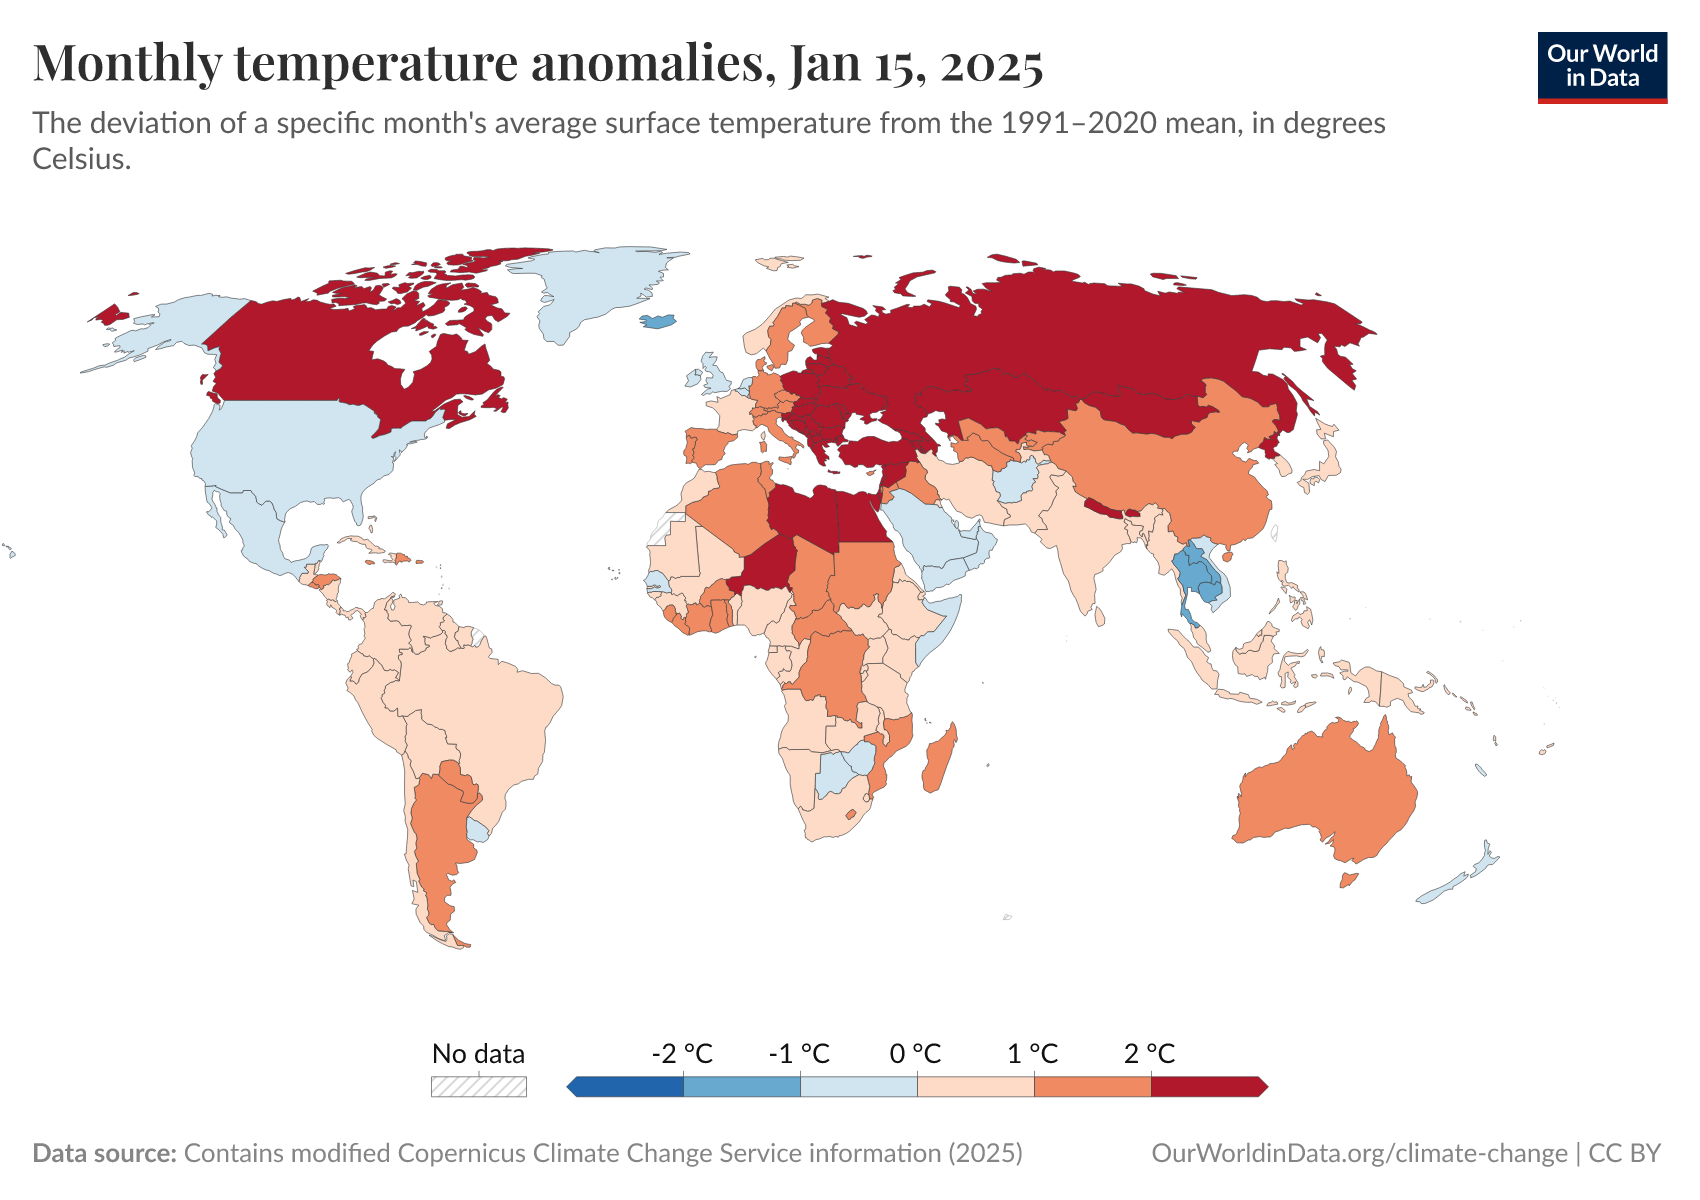 Monthly temperature anomalies, Jan 15, 2025
Our World
in Data
The deviation of a specific month's average surface temperature from the 1991–2020 mean, in degrees
Celsius.
No data
-2 °C
-1 °C
0 °C
1 °C
2 °C
Data source: Contains modified Copernicus Climate Change Service information (2025)
OurWorldinData.org/climate-change | CC BY